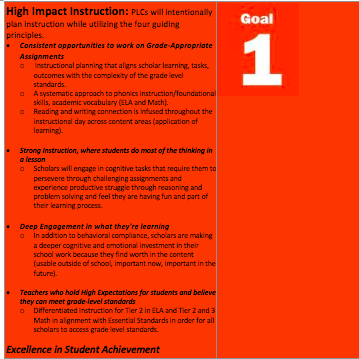 High Impact Instruction: PLCs will intentionally
plan instruction while utilizing the four guiding
principles.
• Consistent opportunities to work on Grade-Appropriate
Assignments
o Instructional planning that aligns scholar learning, tasks,
outcomes with the complexity of the grade level
standards.
o A systematic approach to phonics instruction/foundational
skills, academic vocabulary (ELA and Math).
o Reading and writing connection is infused throughout the
instructional day across content areas (application of
learning).
• Strong Instruction, where students do most of the thinking in
a lesson
o Scholars will engage in cognitive tasks that require them to
persevere through challenging assignments and
experience productive struggle through reasoning and
problem solving and feel they are having fun and part of
their learning process.
• Deep Engagement in what they're learning
o In addition to behavioral compliance, scholars are making
a deeper cognitive and emotional investment in their
school work because they find worth in the content
(usable outside of school, important now, important in the
future).
• Teachers who hold High Expectations for students and believe
they can meet grade-level standards
o Differentiated Instruction for Tier 2 in ELA and Tier 2 and 3
Math in alignment with Essential Standards in order for all
scholars to access grade level standards.
Excellence in Student Achievement
Goal
1